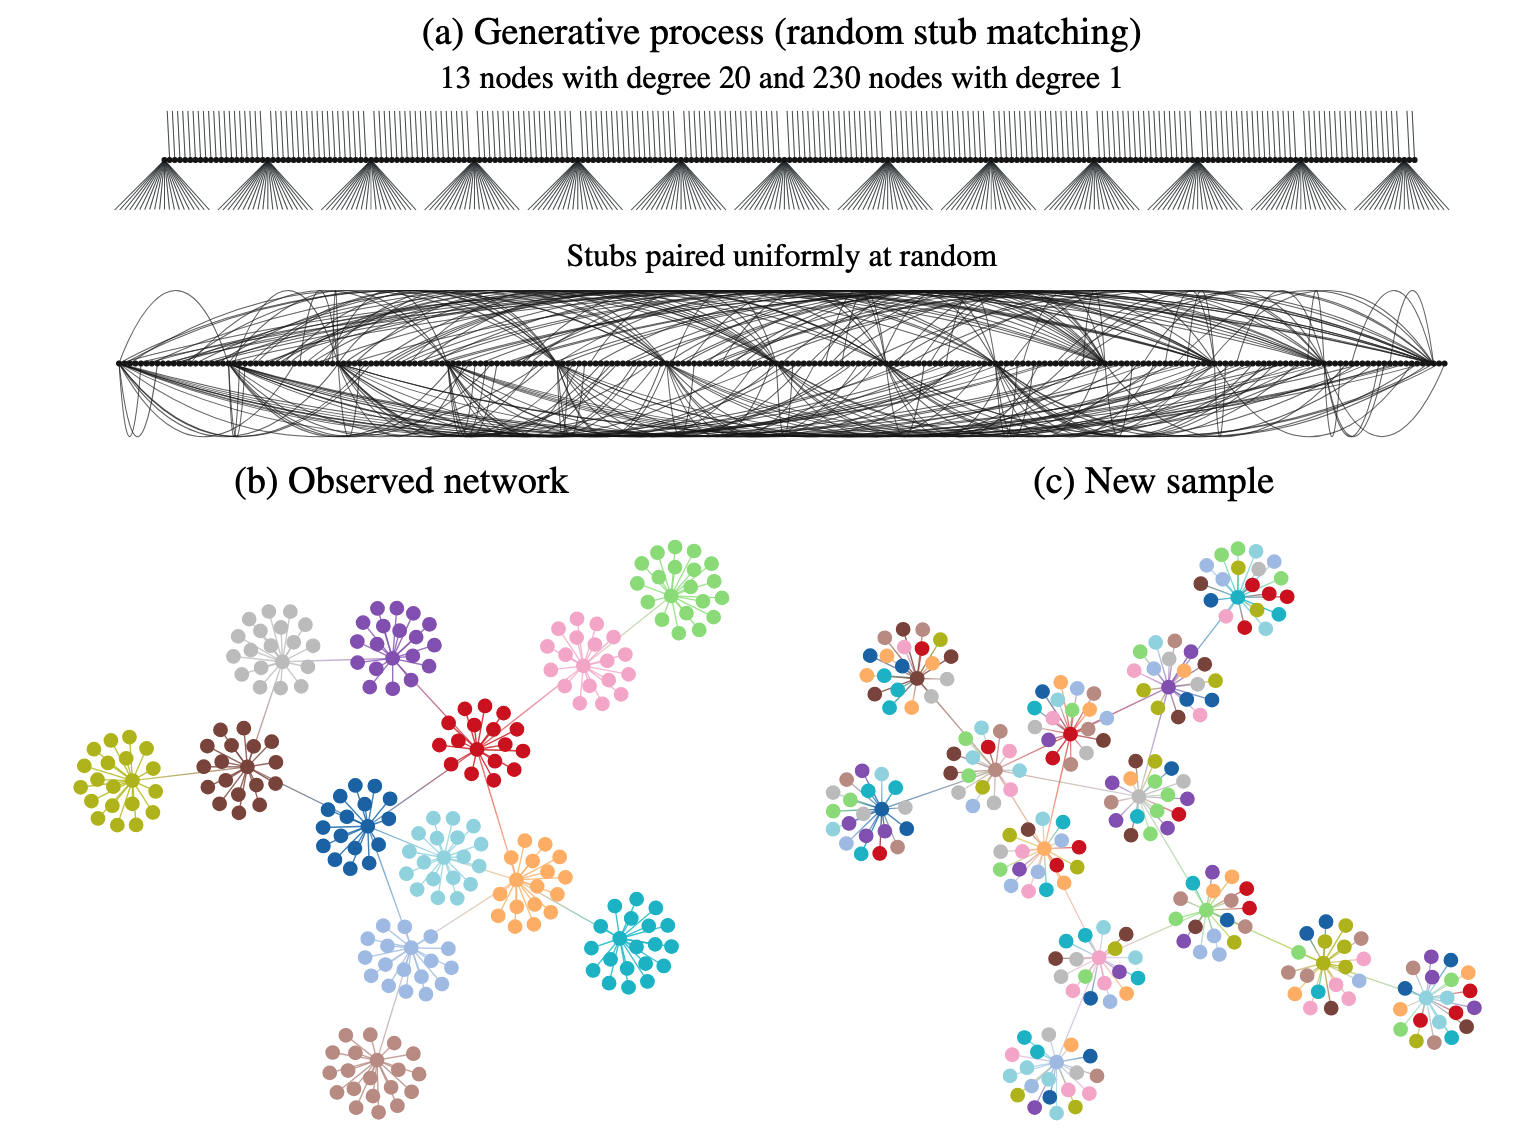 (a) Generative process (random stub matching)
13 nodes with degree 20 and 230 nodes with degree 1
Stubs paired uniformly at random
(b) Observed network
(c) New sample